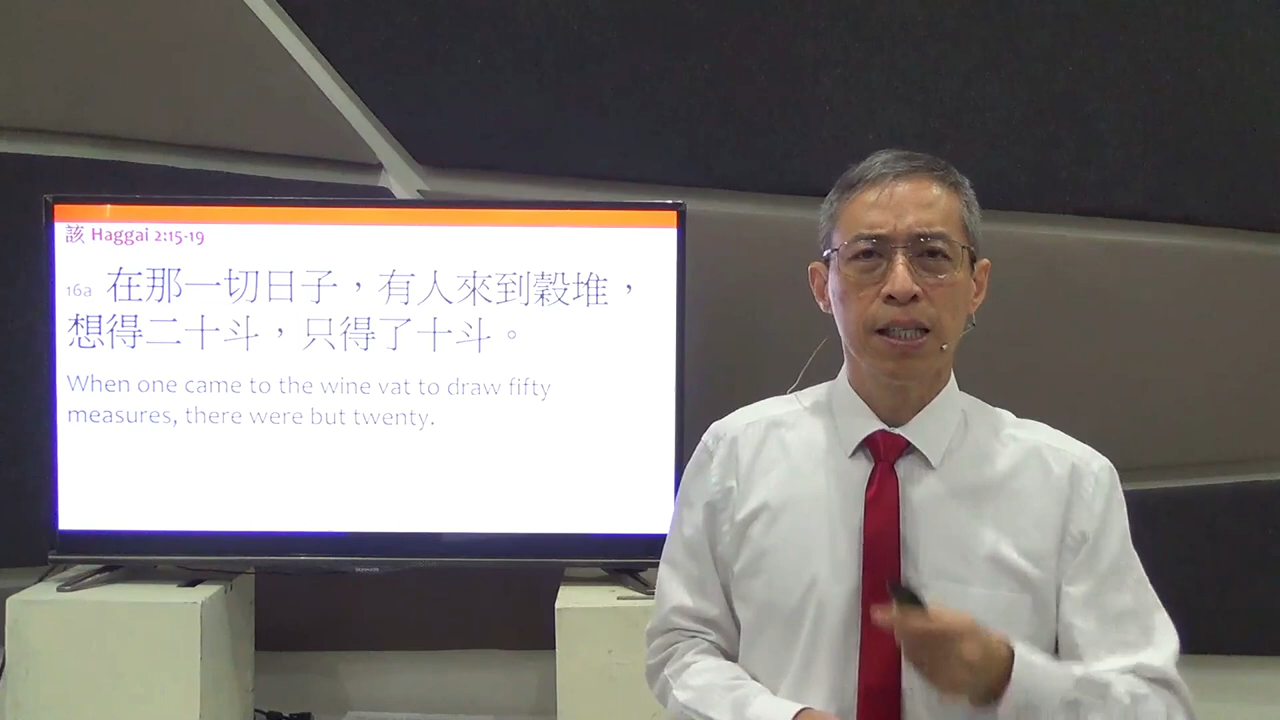 該 Haggai 2:15-19
16a 在那一切日子，有人來到穀堆，
想得二十斗，只得了十斗。
When one came to the wine vat to draw fifty
measures, there were but twenty.